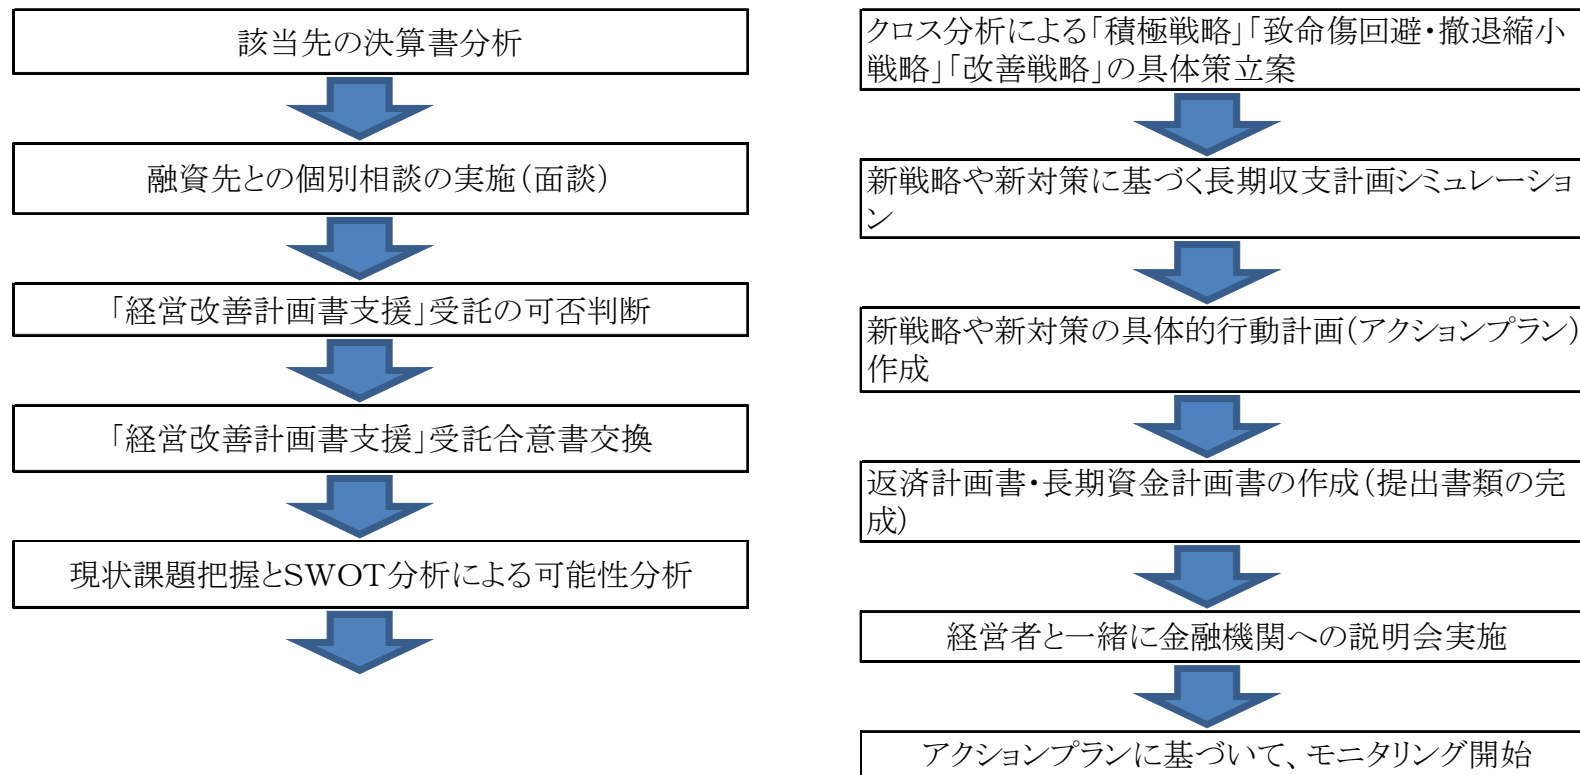 該当先の決算書分析
融資先との個別相談の実施（面談）
「経営改善計画書支援」受託の可否判断
「経営改善計画書支援」受託合意書交換
現状課題把握とSWOT分析による可能性分析
クロス分析による「積極戦略」「致命傷回避・撤退縮小
戦略」「改善戦略」の具体策立案
新戦略や新対策に基づく長期収支計画シミュレーショ
ン
新戦略や新対策の具体的行動計画（アクションプラン）
作成
返済計画書・長期資金計画書の作成（提出書類の完
成）
経営者と一緒に金融機関への説明会実施
アクションプランに基づいて、モニタリング開始